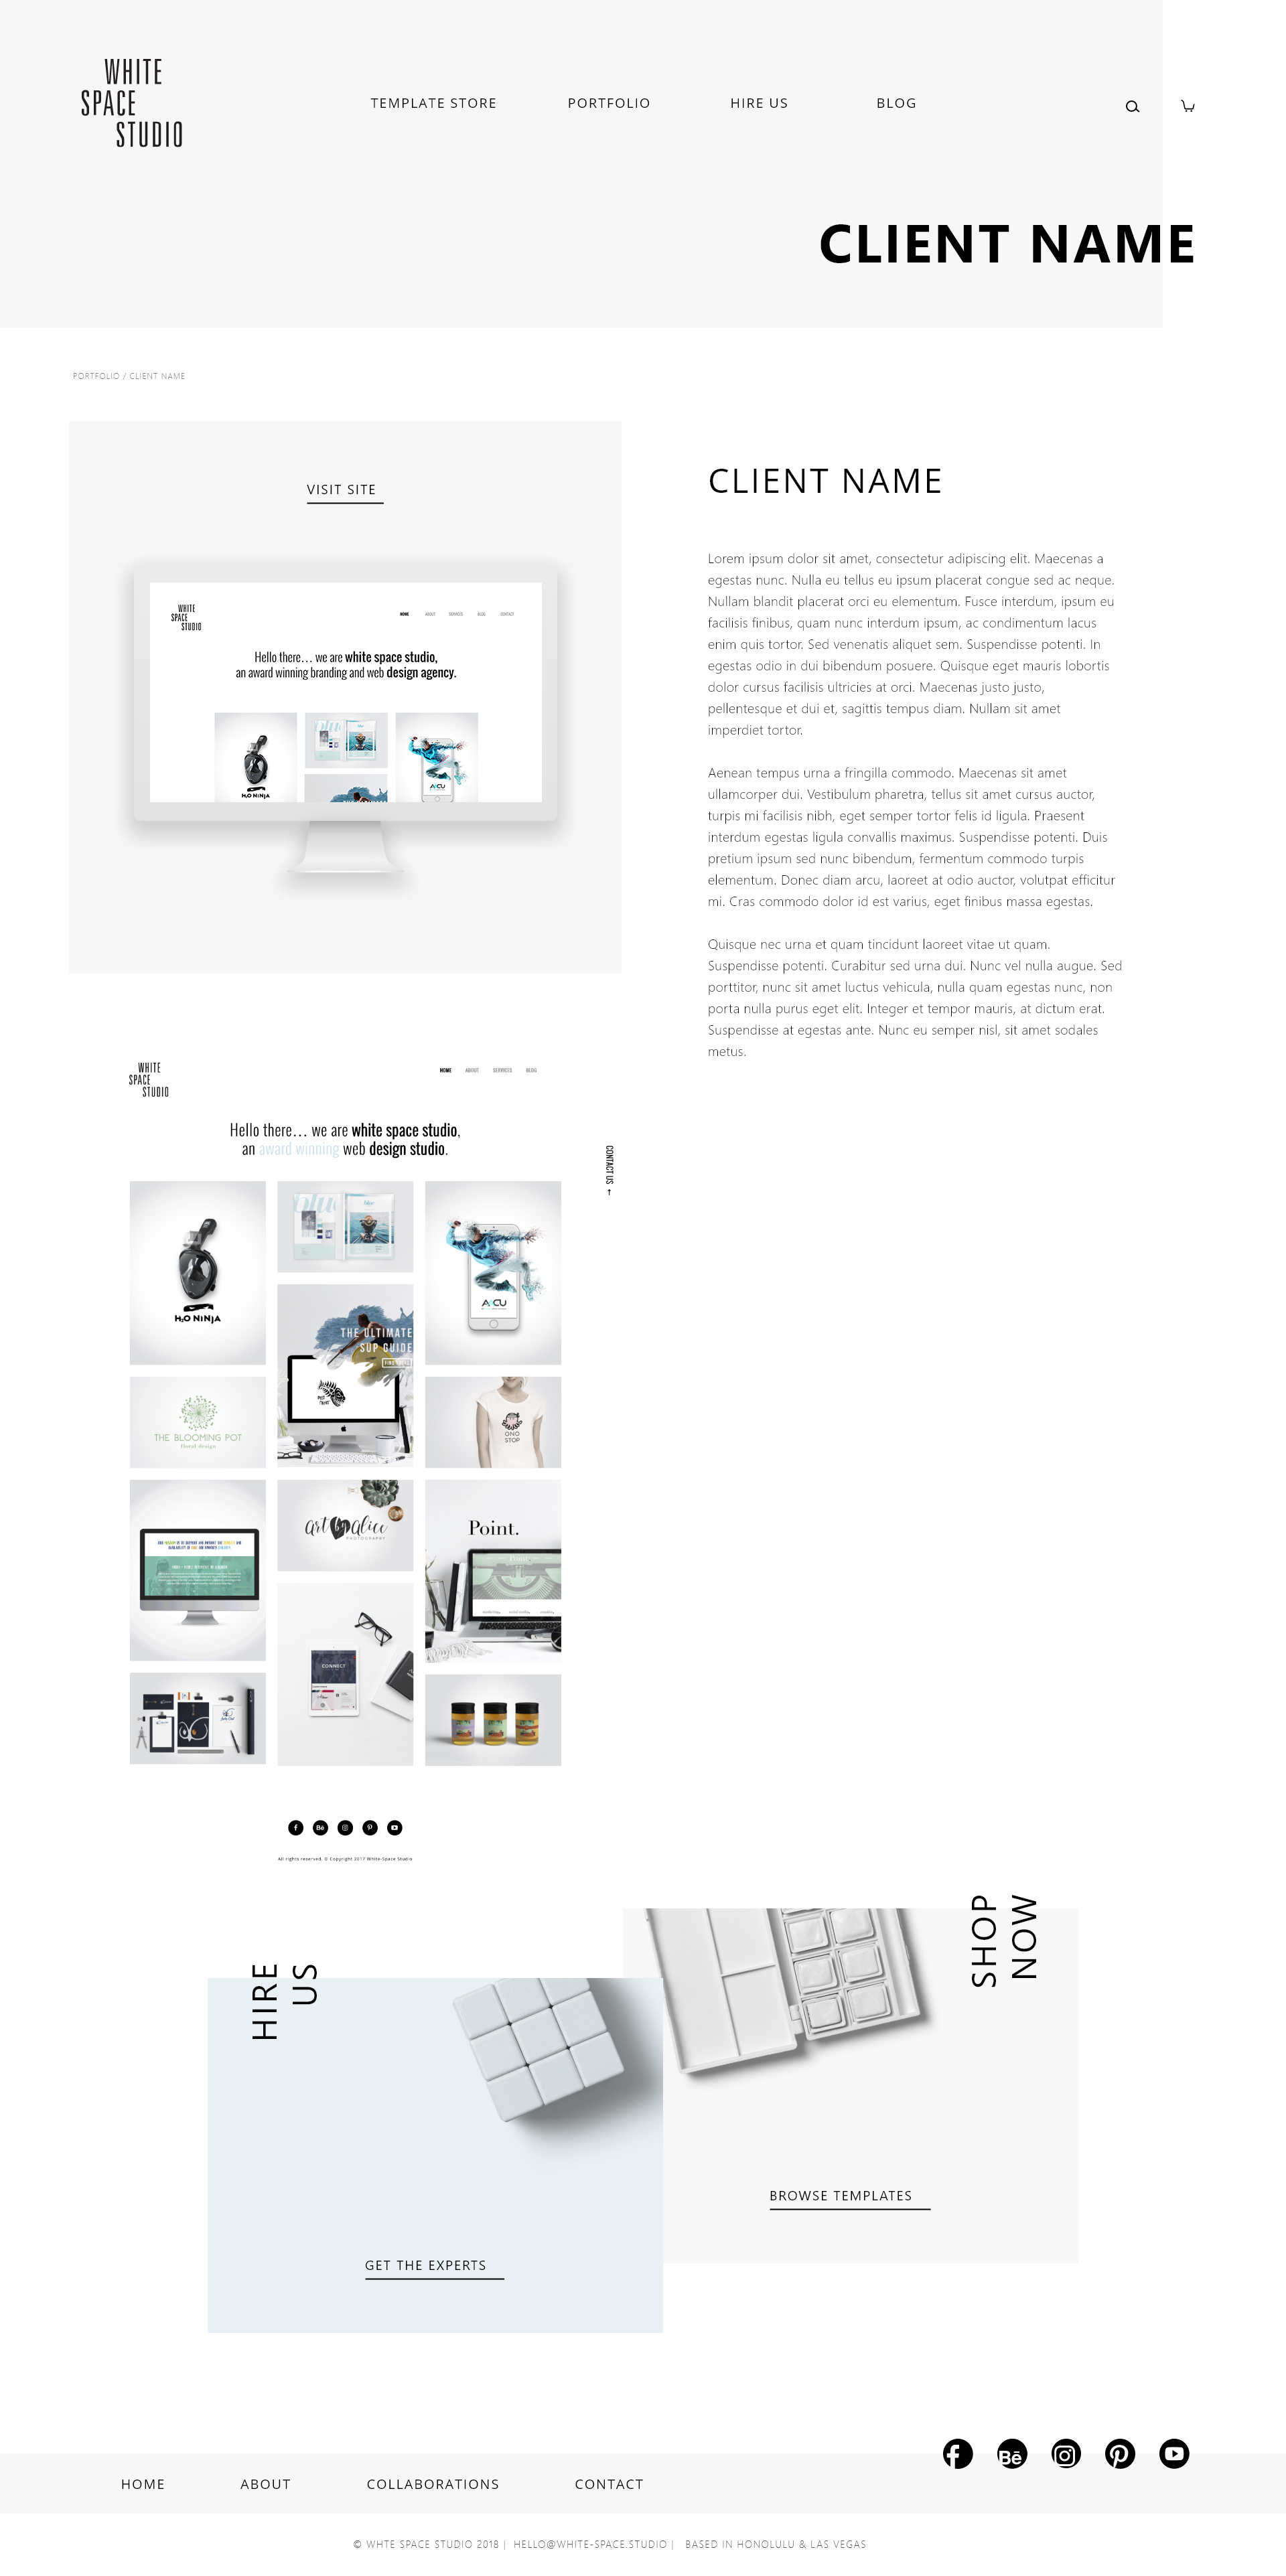 WHITE
SPACE
STUDIO
TEMPLATE STORE
PORTFOLIO
HIRE US
BLOG
CLIENT NAME
PORTFOLIO / CLIENT NAME
VISIT SITE
WHITE
SPACE
STUDIO
HOME
ABOUT
SERVICES
BLOG
CONTACT
Hello there... we are white space studio,
an award winning branding and web design agency.
H2O NINJA
ACCU
CLIENT NAME
Lorem ipsum dolor sit amet, consectetur adipiscing elit. Maecenas a
egestas nunc. Nulla eu tellus eu ipsum placerat congue sed ac neque.
Nullam blandit placerat orci eu elementum. Fusce interdum, ipsum eu
facilisis finibus, quam nunc interdum ipsum, ac condimentum lacus
enim quis tortor. Sed venenatis aliquet sem. Suspendisse potenti. In
egestas odio in dui bibendum posuere. Quisque eget mauris lobortis
dolor cursus facilisis ultricies at orci. Maecenas justo justo,
pellentesque et dui et, sagittis tempus diam. Nullam sit amet
imperdiet tortor.
Aenean tempus urna a fringilla commodo. Maecenas sit amet
ullamcorper dui. Vestibulum pharetra, tellus sit amet cursus auctor,
turpis mi facilisis nibh, eget semper tortor felis id ligula. Praesent
interdum egestas ligula convallis maximus. Suspendisse potenti. Duis
pretium ipsum sed nunc bibendum, fermentum commodo turpis
elementum. Donec diam arcu, laoreet at odio auctor, volutpat efficitur
mi. Cras commodo dolor id est varius, eget finibus massa egestas.
Quisque nec urna et quam tincidunt laoreet vitae ut quam.
Suspendisse potenti. Curabitur sed urna dui. Nunc vel nulla augue. Sed
porttitor, nunc sit amet luctus vehicula, nulla quam egestas nunc, non
porta nulla purus eget elit. Integer et tempor mauris, at dictum erat.
Suspendisse at egestas ante. Nunc eu semper nisl, sit amet sodales
metus.
WHITE
SPACE
STUDIO
HOME
ABOUT
SERVICES
BLOG
Hello there... we are white space studio,
an award winning web design studio.
CONTACT US
H2O NINJA
THE ULTIMATE
SUP GUIDE
ACCU
THE BLOOMING POT
floral design
ONO
STOP
art by alice
PHOTOGRAPHY
Point.
CONNECT
All rights reserved. © Copyright 2017 White-Space Studio
HIRE
US
GET THE EXPERTS
SHOP
NOW
BROWSE TEMPLATES
HOME
ABOUT
COLLABORATIONS
CONTACT
Bē
© WHTE SPACE STUDIO 2018 | HELLO@WHITE-SPACE.STUDIO | BASED IN HONOLULU & LAS VEGAS